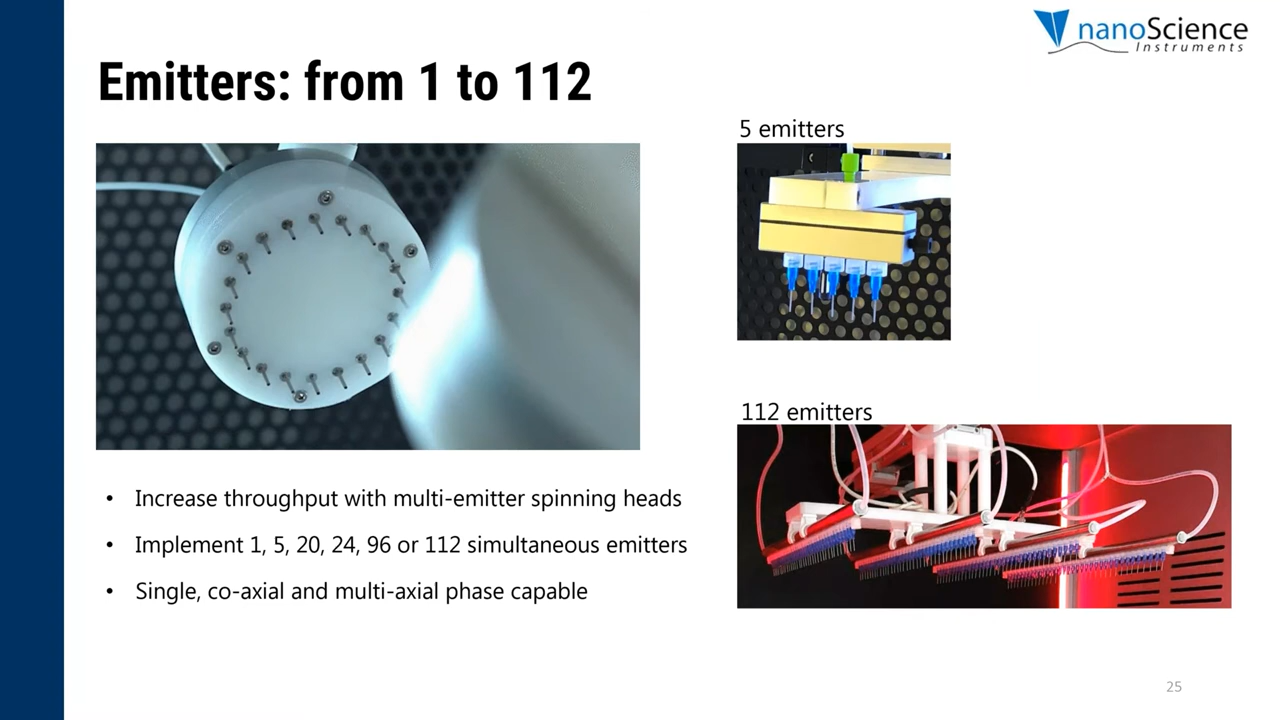 nanoScience
Instruments
Emitters: from 1 to 112
5 emitters
112 emitters
• Increase throughput with multi-emitter spinning heads
• Implement 1, 5, 20, 24, 96 or 112 simultaneous emitters
• Single, co-axial and multi-axial phase capable
25